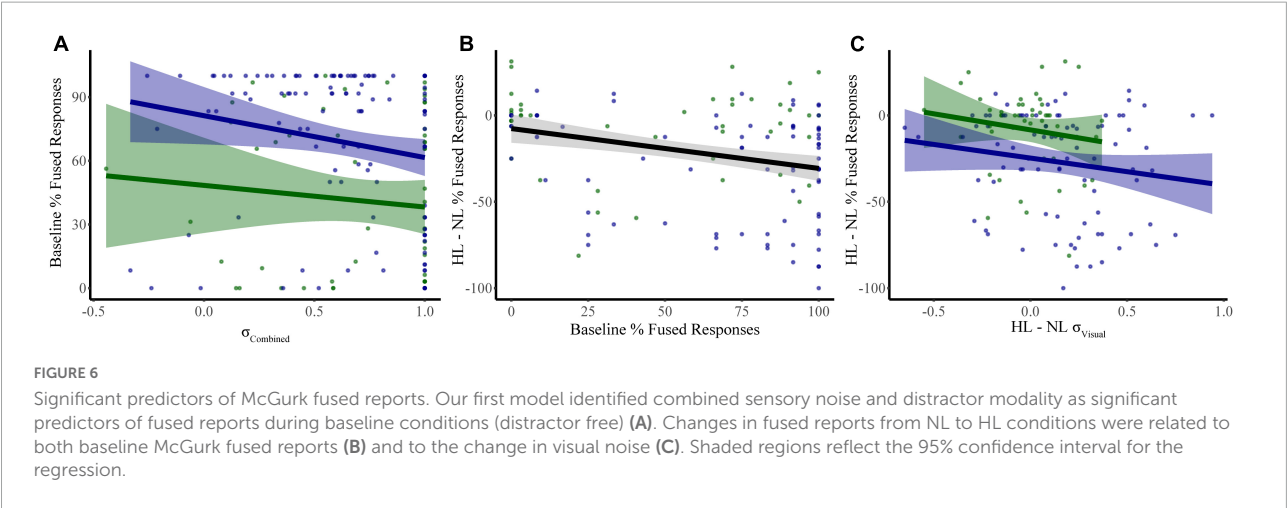 A
B
C
Baseline % Fused Responses
90
60
30
0
-0.5
0.0
0.5
1.0
σCombined
HL - NL % Fused Responses
0
-50
-100
0
25
50
75
100
Baseline % Fused Responses
HL - NL % Fused Responses
0
-50
-100
-0.5
0.0
0.5
1.0
HL - NL σVisual
FIGURE 6
Significant predictors of McGurk fused reports. Our first model identified combined sensory noise and distractor modality as significant
predictors of fused reports during baseline conditions (distractor free) (A). Changes in fused reports from NL to HL conditions were related to
both baseline McGurk fused reports (B) and to the change in visual noise (C). Shaded regions reflect the 95% confidence interval for the
regression.